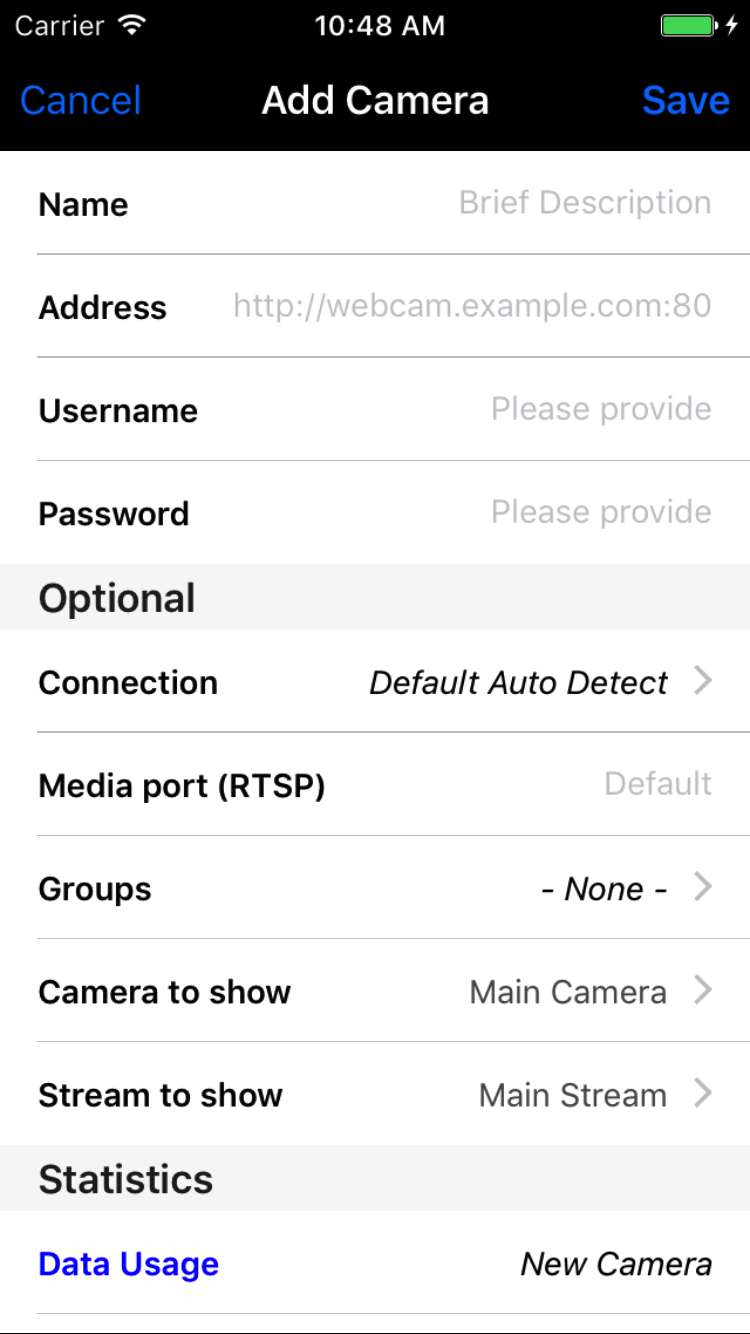 Carrier 10:48 AM
Cancel Add Camera Save
Name Brief Description
Address http://webcam.example.com:80
Username Please provide
Password Please provide
Optional
Connection Default Auto Detect
Media port (RTSP) Default
Groups - None -
Camera to show Main Camera
Stream to show Main Stream
Statistics
Data Usage New Camera